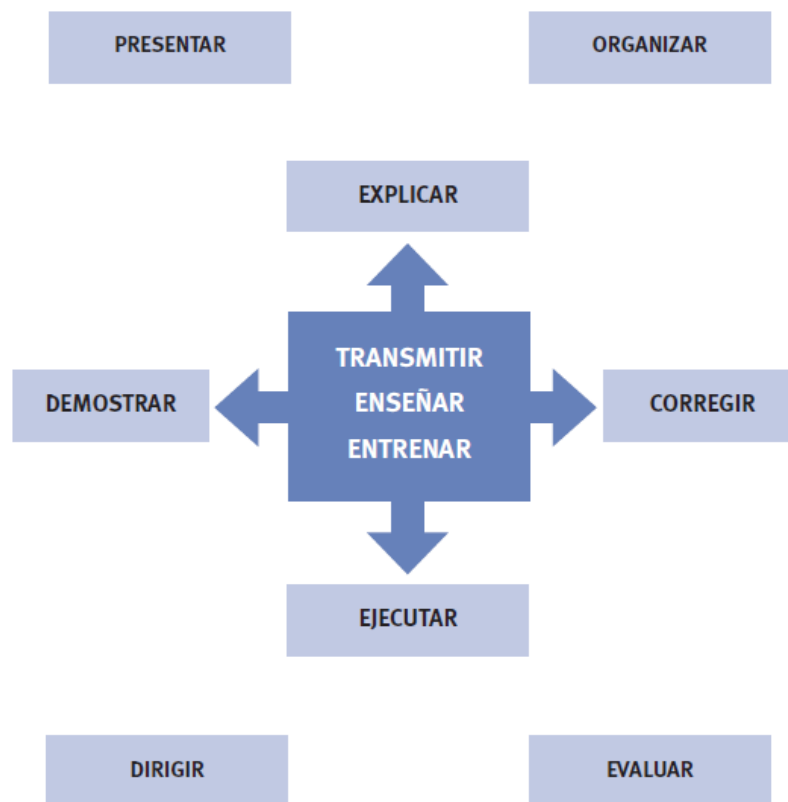 PRESENTAR
ORGANIZAR
EXPLICAR
TRANSMITIR
ENSEÑAR
ENTRENAR
DEMOSTRAR
CORREGIR
EJECUTAR
DIRIGIR
EVALUAR